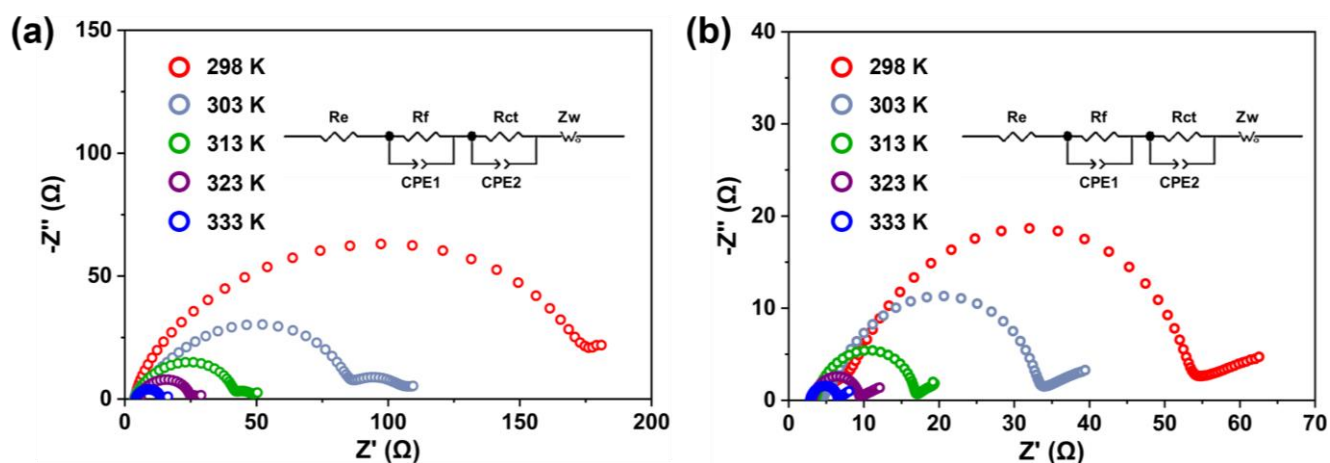 (a)
150
100
50
0
-Z'' (Ω)
298 K
303 K
313 K
323 K
333 K
Re
Rf
Rct
Zw
CPE1
CPE2
0 50 100 150 200
Z' (Ω)
(b)
40
30
20
10
0
-Z'' (Ω)
298 K
303 K
313 K
323 K
333 K
Re
Rf
Rct
Zw
CPE1
CPE2
0 10 20 30 40 50 60 70
Z' (Ω)